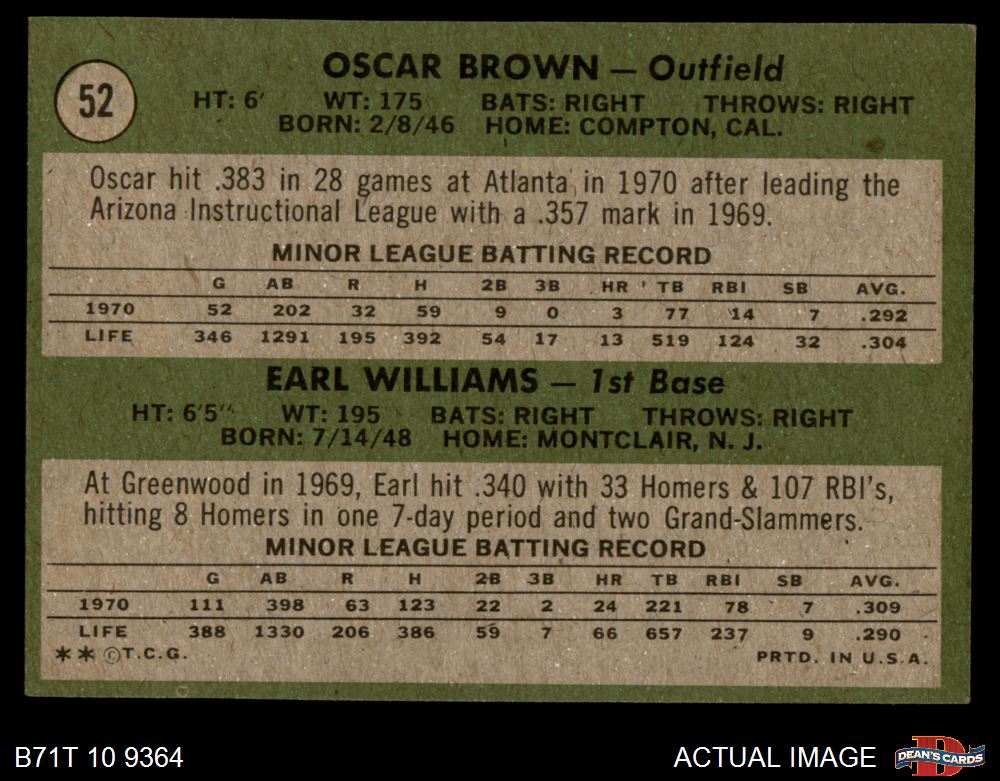 OSCAR BROWN — Outfield
52
HT: 6' WT: 175 BATS: RIGHT THROWS: RIGHT
BORN: 2/8/46 HOME: COMPTON, CAL.
Oscar hit .383 in 28 games at Atlanta in 1970 after leading the
Arizona Instructional League with a .357 mark in 1969.
MINOR LEAGUE BATTING RECORD
G AB R H 2B 3B HR TB RBI SB AVG.
1970 52 202 32 59 9 0 3 77 14 7 .292
LIFE 346 1291 195 392 54 17 13 519 124 32 .304
EARL WILLIAMS — 1st Base
HT: 6'5" WT: 195 BATS: RIGHT THROWS: RIGHT
BORN: 7/14/48 HOME: MONTCLAIR, N. J.
At Greenwood in 1969, Earl hit .340 with 33 Homers & 107 RBI's,
hitting 8 Homers in one 7-day period and two Grand-Slammers.
MINOR LEAGUE BATTING RECORD
G AB R H 2B 3B HR TB RBI SB AVG.
1970 111 398 63 123 22 2 24 221 78 7 .309
LIFE 388 1330 206 386 59 7 66 657 237 9 .290
** ©T.C.G. PRTD. IN U.S.A.
B71T 10 9364 ACTUAL IMAGE DEAN'S CARDS